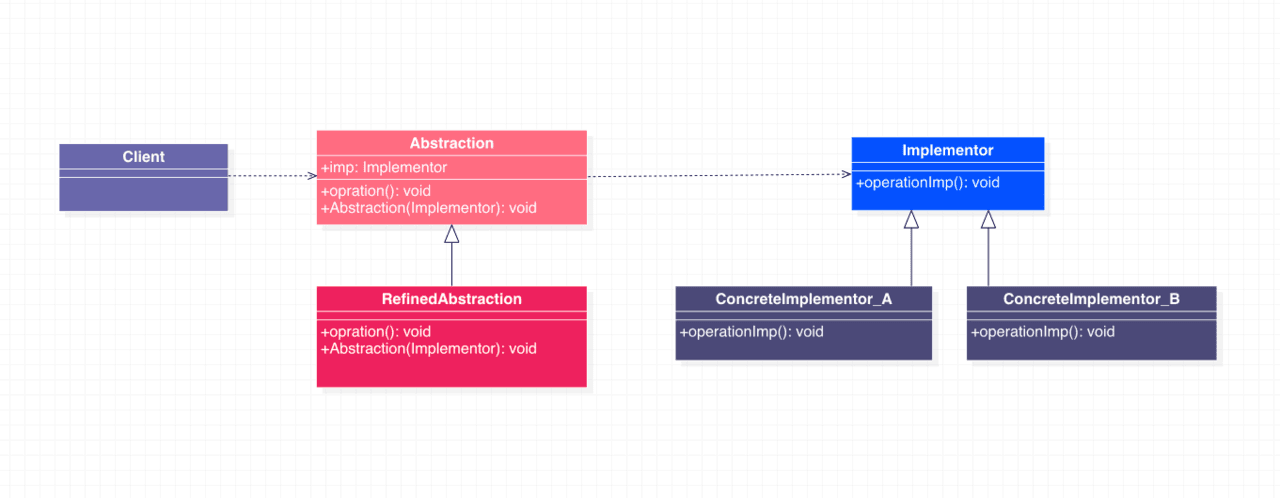 Client
Abstraction
+imp: Implementor
+opration(): void
+Abstraction(Implementor): void
Implementor
+operationImp(): void
RefinedAbstraction
+opration(): void
+Abstraction(Implementor): void
ConcreteImplementor_A
+operationImp(): void
ConcreteImplementor_B
+operationImp(): void